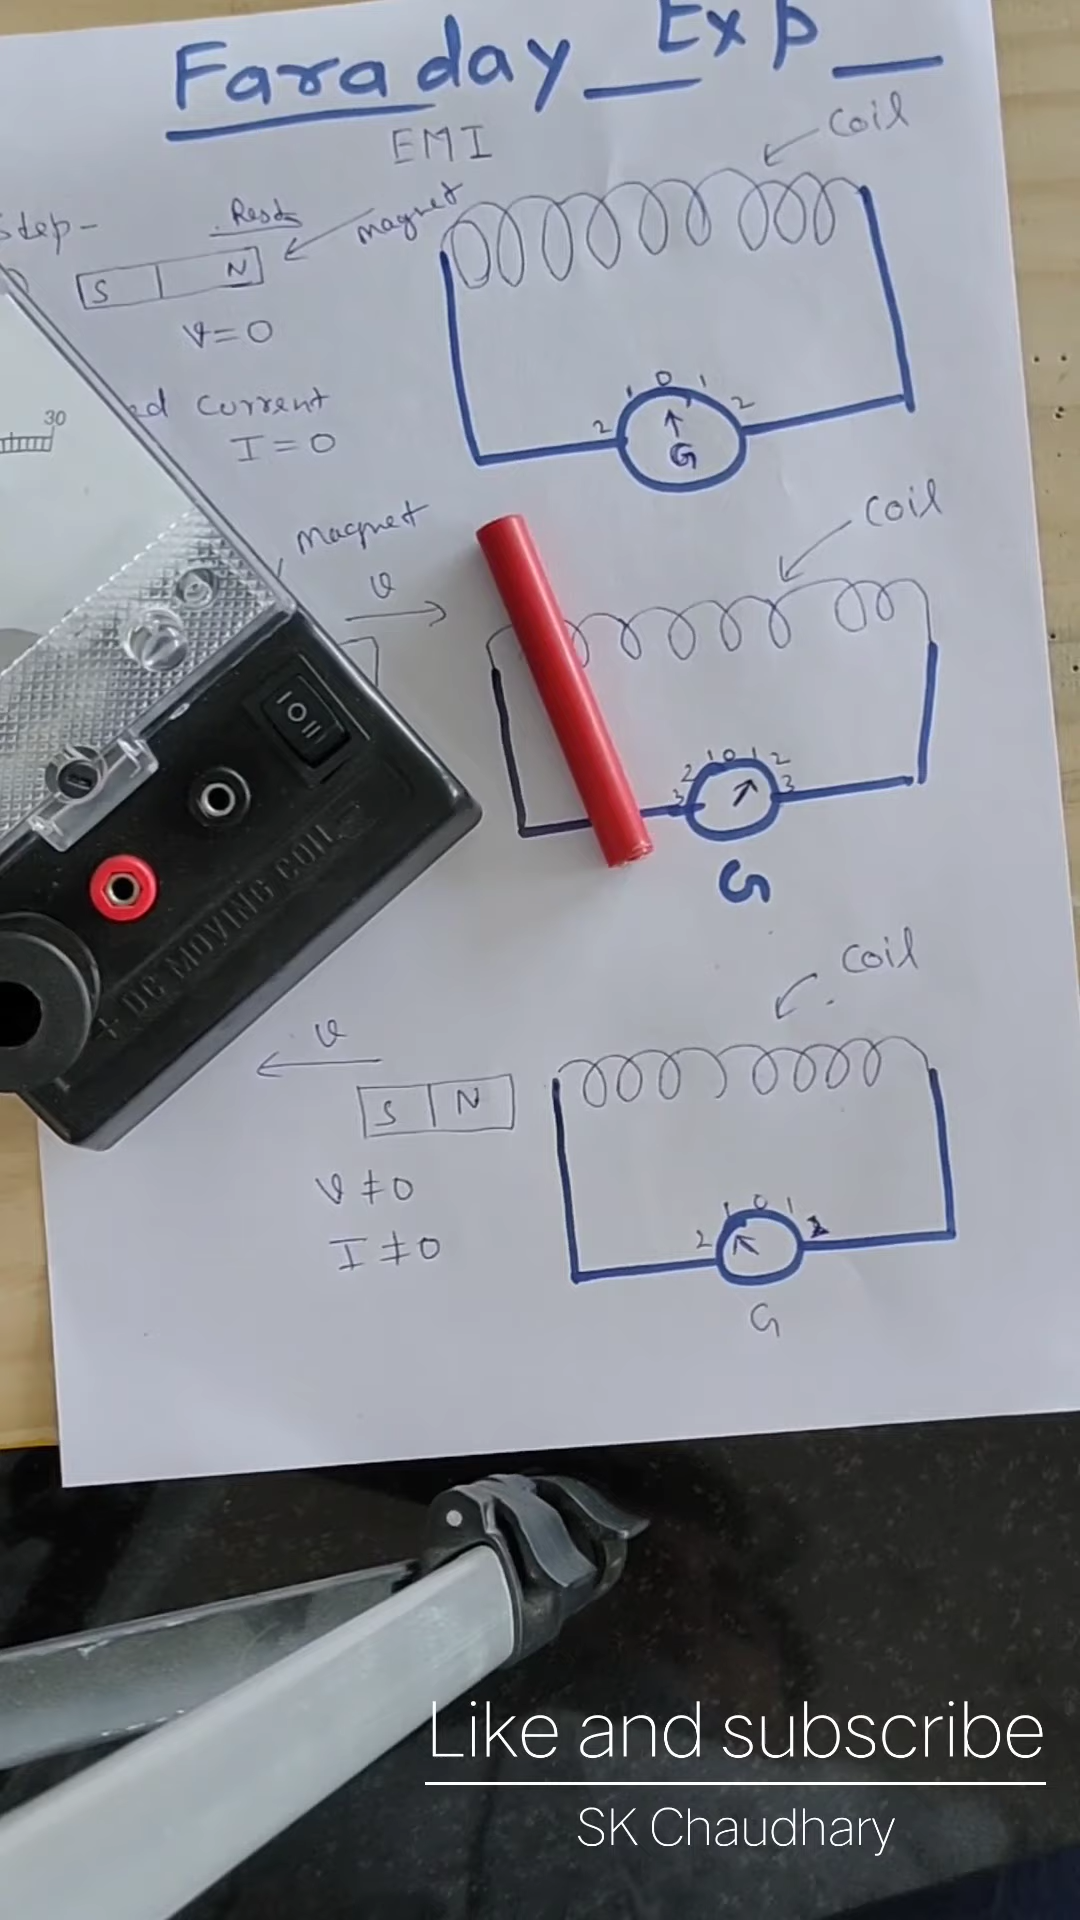 Faraday Exp
EMI
Coil
Step-
Rest
magnet
S N
v=0
2 1 0 1 2
G
ed current
I=0
30
Magnet
v
Coil
3 2 1 0 1 2 3
G
I O II
+ DC MOVING COIL
Coil
v
S N
v≠0
I≠0
2 1 0 1 2
G
Like and subscribe
SK Chaudhary